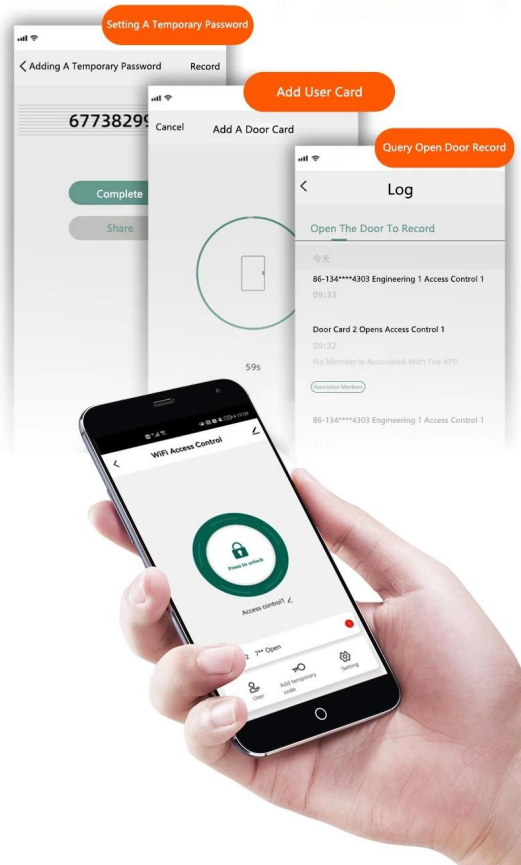 Setting A Temporary Password
Adding A Temporary Password Record
67738299
Complete
Share
Add User Card
Cancel Add A Door Card
59s
Query Open Door Record
Log
Open The Door To Record
今天
86-134****4303 Engineering 1 Access Control 1
09:33
Door Card 2 Opens Access Control 1
09:32
No Member Is Associated With The APP
Association Members
86-134****4303 Engineering 1 Access Control 1
19:09
WiFi Access Control
Press to unlock
Access control1
2 7** Open
User
Add temporary
code
Setting